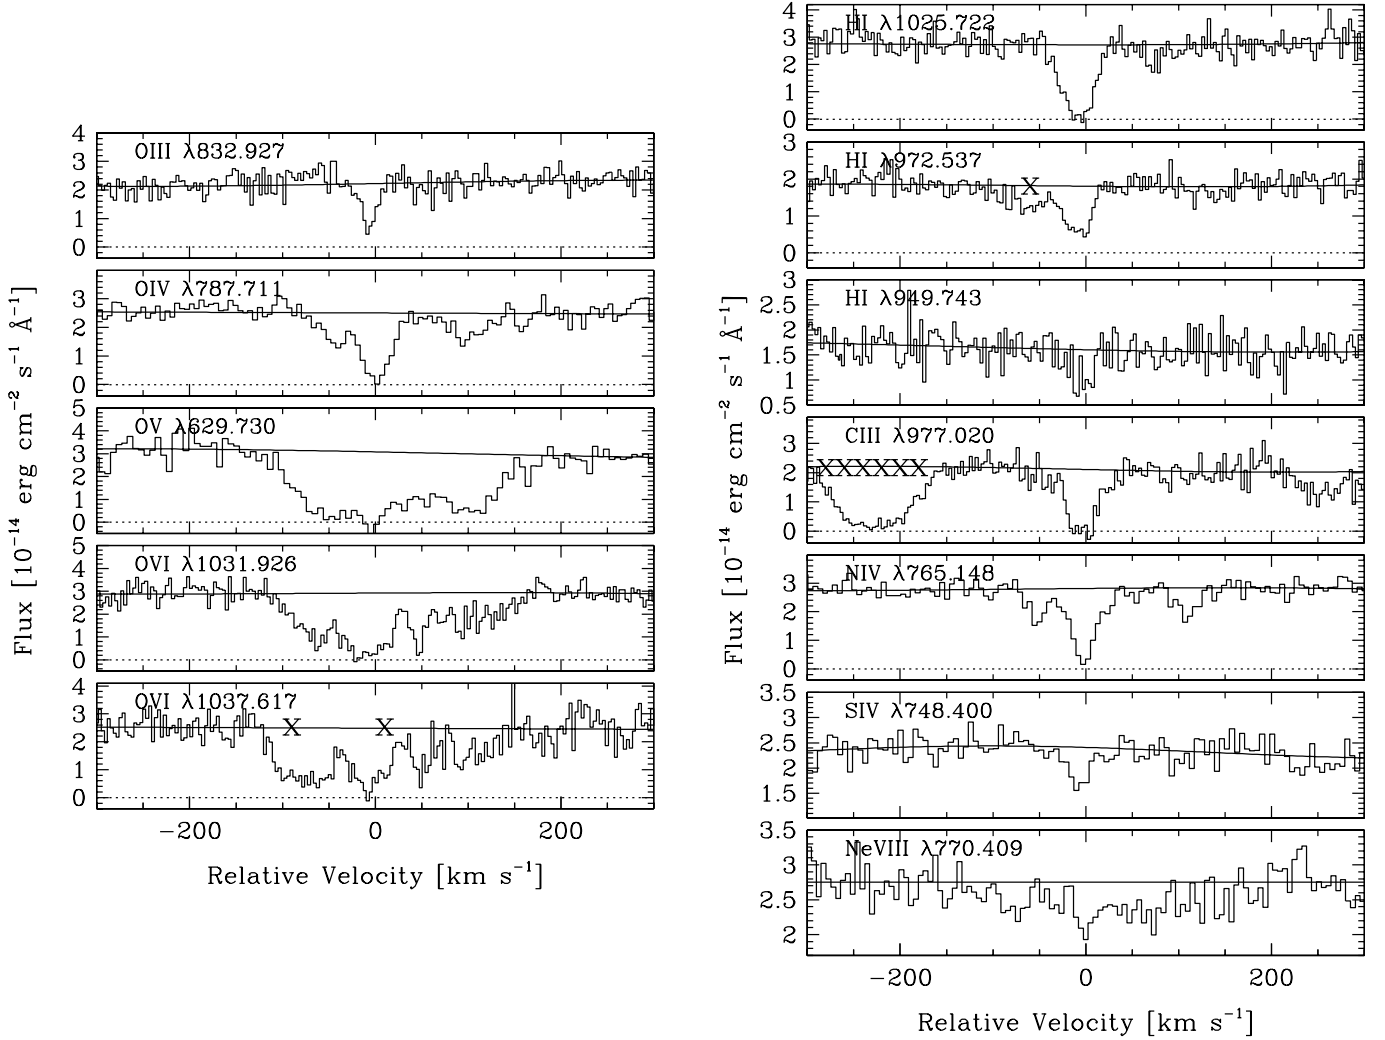 OIII λ832.927
4
3
2
1
0
OIV λ787.711
3
2
1
0
OV λ629.730
5
4
3
2
1
0
OVI λ1031.926
5
4
3
2
1
0
OVI λ1037.617
4
3
2
1
0
X X
−200 0 200
Relative Velocity [km s⁻¹]
Flux [10⁻¹⁴ erg cm⁻² s⁻¹ Å⁻¹]
HI λ1025.722
4
3
2
1
0
HI λ972.537
3
2
1
0
X
HI λ949.743
3
2.5
2
1.5
1
0.5
CIII λ977.020
3
2
1
0
XXXXXX
NIV λ765.148
3
2
1
0
SIV λ748.400
3.5
3
2.5
2
1.5
NeVIII λ770.409
3.5
3
2.5
2
−200 0 200
Relative Velocity [km s⁻¹]
Flux [10⁻¹⁴ erg cm⁻² s⁻¹ Å⁻¹]